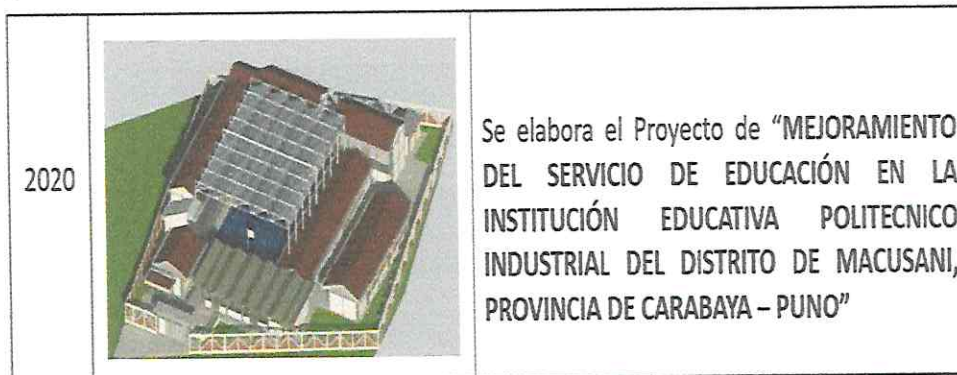 2020
Se elabora el Proyecto de “MEJORAMIENTO
DEL SERVICIO DE EDUCACIÓN EN LA
INSTITUCIÓN EDUCATIVA POLITECNICO
INDUSTRIAL DEL DISTRITO DE MACUSANI,
PROVINCIA DE CARABAYA – PUNO”